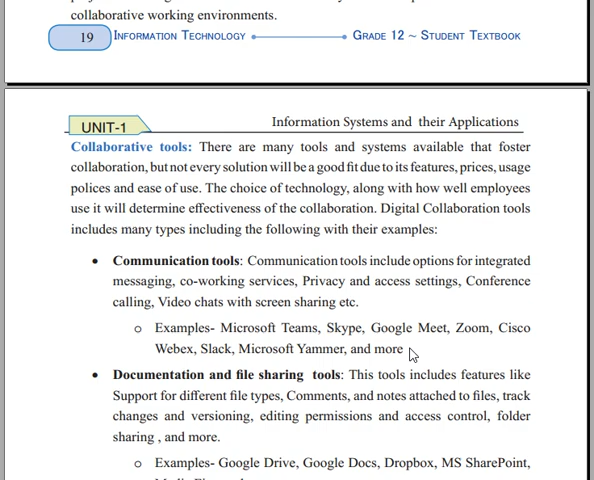 collaborative working environments.
19 Information Technology Grade 12 ~ Student Textbook
UNIT-1
Information Systems and their Applications
Collaborative tools: There are many tools and systems available that foster
collaboration, but not every solution will be a good fit due to its features, prices, usage
polices and ease of use. The choice of technology, along with how well employees
use it will determine effectiveness of the collaboration. Digital Collaboration tools
includes many types including the following with their examples:
• Communication tools: Communication tools include options for integrated
messaging, co-working services, Privacy and access settings, Conference
calling, Video chats with screen sharing etc.
o Examples- Microsoft Teams, Skype, Google Meet, Zoom, Cisco
Webex, Slack, Microsoft Yammer, and more
• Documentation and file sharing tools: This tools includes features like
Support for different file types, Comments, and notes attached to files, track
changes and versioning, editing permissions and access control, folder
sharing , and more.
o Examples- Google Drive, Google Docs, Dropbox, MS SharePoint,